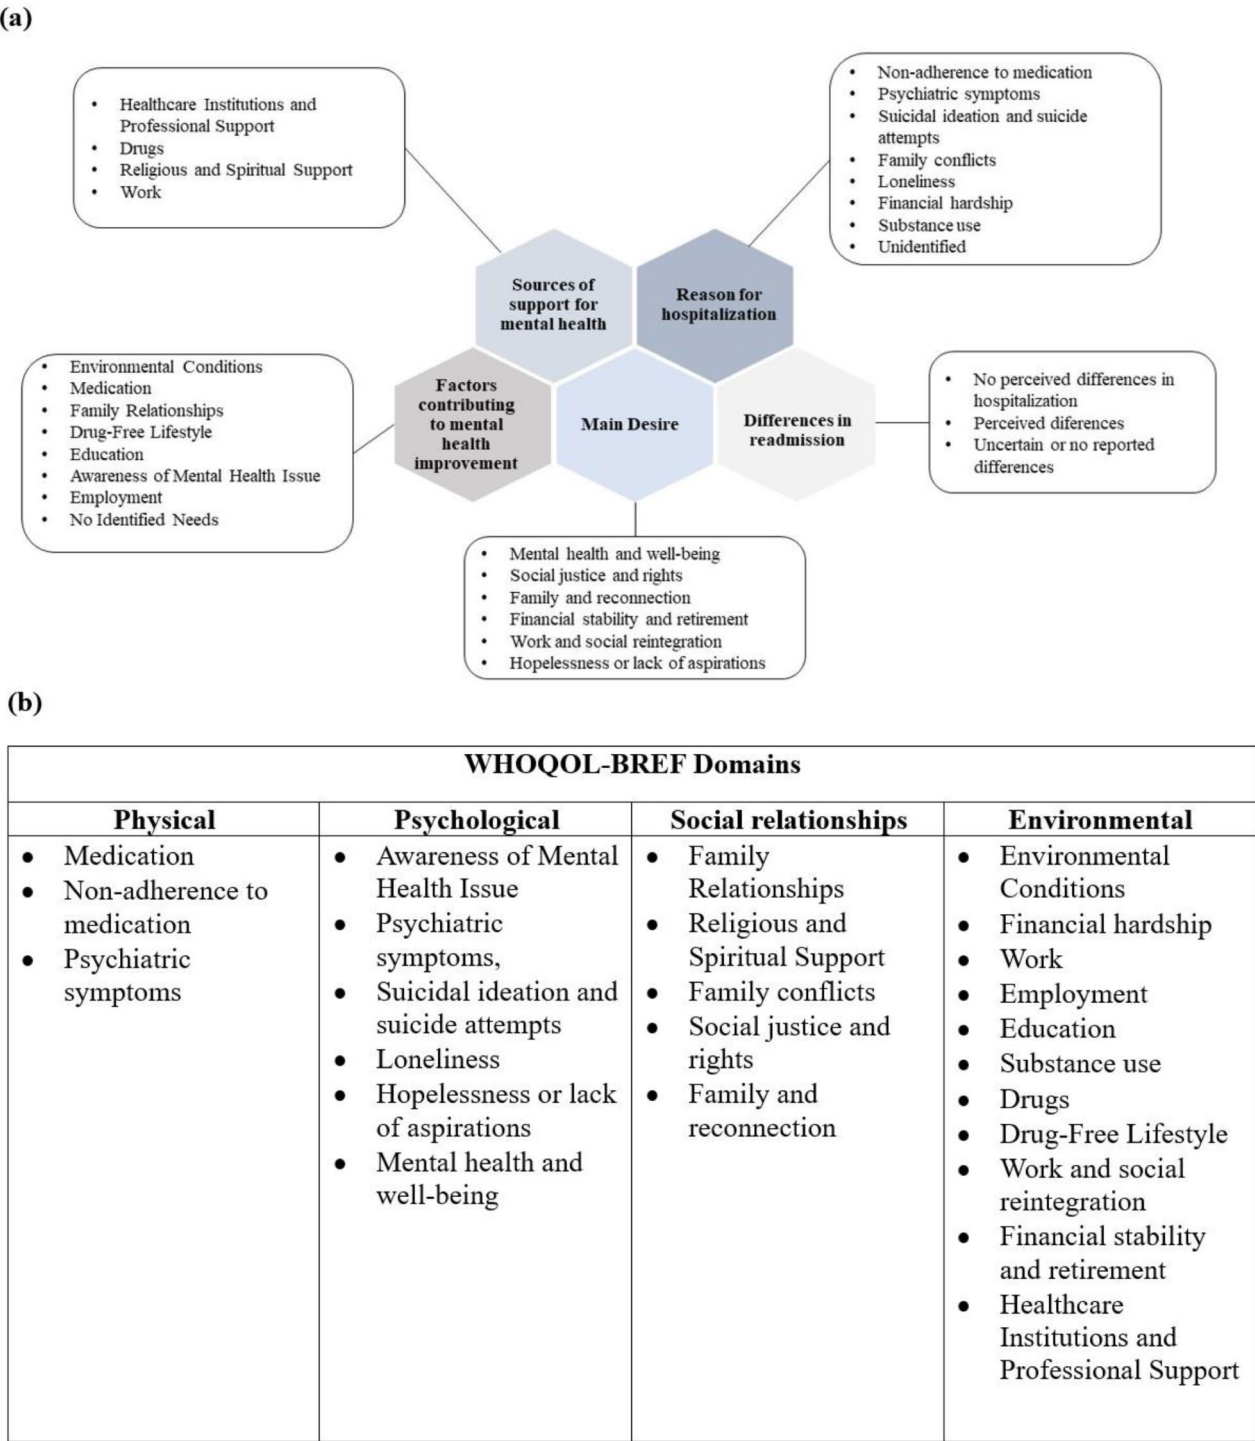 (a)
• Healthcare Institutions and
Professional Support
• Drugs
• Religious and Spiritual Support
• Work
• Non-adherence to medication
• Psychiatric symptoms
• Suicidal ideation and suicide
attempts
• Family conflicts
• Loneliness
• Financial hardship
• Substance use
• Unidentified
Sources of
support for
mental health
Reason for
hospitalization
• Environmental Conditions
• Medication
• Family Relationships
• Drug-Free Lifestyle
• Education
• Awareness of Mental Health Issue
• Employment
• No Identified Needs
Factors
contributing
to mental
health
improvement
Main Desire
Differences in
readmission
• No perceived differences in
hospitalization
• Perceived diferences
• Uncertain or no reported
differences
• Mental health and well-being
• Social justice and rights
• Family and reconnection
• Financial stability and retirement
• Work and social reintegration
• Hopelessness or lack of aspirations
(b)
WHOQOL-BREF Domains
Physical
• Medication
• Non-adherence to
medication
• Psychiatric
symptoms
Psychological
• Awareness of Mental
Health Issue
• Psychiatric
symptoms,
• Suicidal ideation and
suicide attempts
• Loneliness
• Hopelessness or lack
of aspirations
• Mental health and
well-being
Social relationships
• Family
Relationships
• Religious and
Spiritual Support
• Family conflicts
• Social justice and
rights
• Family and
reconnection
Environmental
• Environmental
Conditions
• Financial hardship
• Work
• Employment
• Education
• Substance use
• Drugs
• Drug-Free Lifestyle
• Work and social
reintegration
• Financial stability
and retirement
• Healthcare
Institutions and
Professional Support